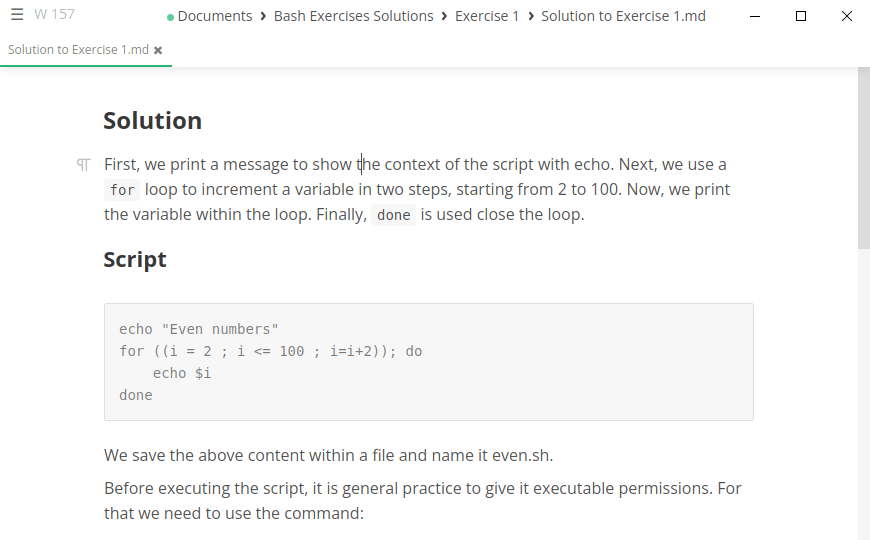 W 157
Documents > Bash Exercises Solutions > Exercise 1 > Solution to Exercise 1.md
Solution to Exercise 1.md
Solution
First, we print a message to show the context of the script with echo. Next, we use a
for loop to increment a variable in two steps, starting from 2 to 100. Now, we print
the variable within the loop. Finally, done is used close the loop.
Script
echo "Even numbers"
for ((i = 2 ; i <= 100 ; i=i+2)); do
    echo $i
done
We save the above content within a file and name it even.sh.
Before executing the script, it is general practice to give it executable permissions. For
that we need to use the command: